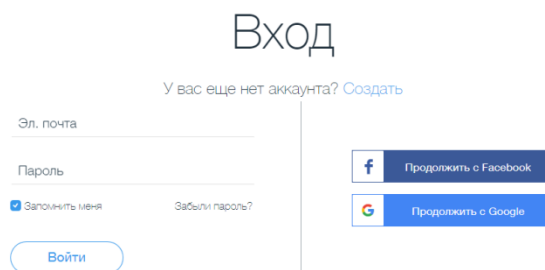 Вход
У вас еще нет аккаунта? Создать
Эл. почта
Пароль
Запомнить меня
Забыли пароль?
Войти
Продолжить с Facebook
Продолжить с Google